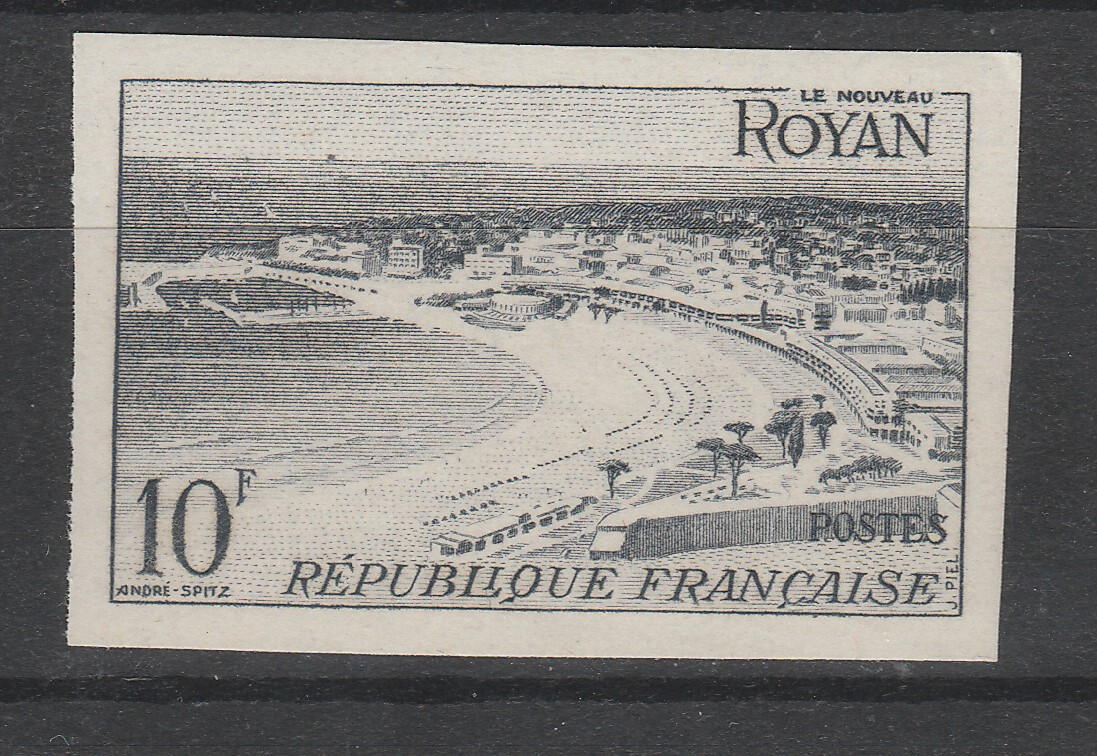 LE NOUVEAU
ROYAN
10F
POSTES
RÉPUBLIQUE FRANÇAISE
ANDRÉ-SPITZ
J. PIEL